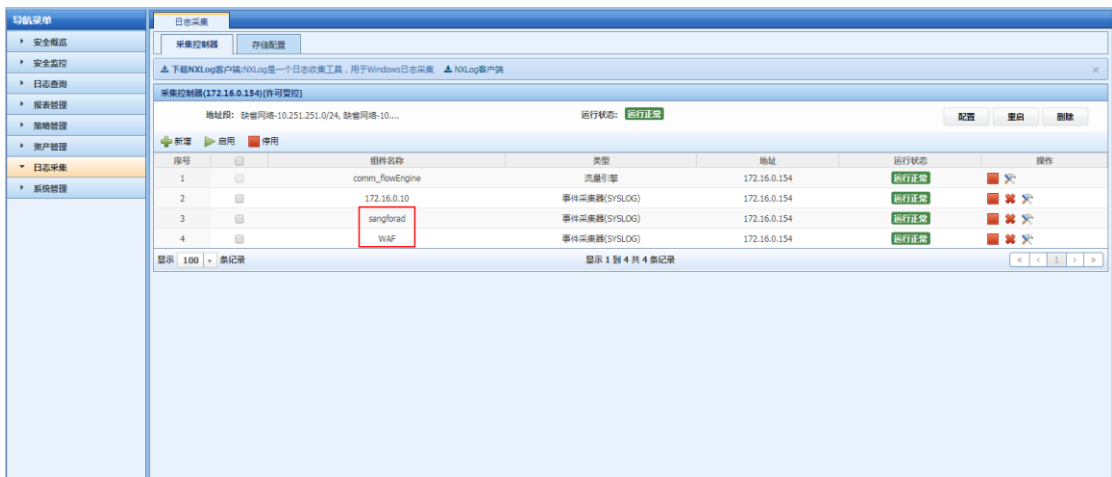 导航菜单
安全概览
安全监控
日志查询
报表管理
策略管理
资产管理
日志采集
系统管理
日志采集
采集控制器 存储配置
下载NXLog客户端:NXLog是一个日志收集工具，用于Windows日志采集 NXLog客户端
采集控制器(172.16.0.154)[许可受控]
地址段: 缺省网络-10.251.251.0/24, 缺省网络-10.... 运行状态: 运行正常 配置 重启 删除
新增 启用 停用
序号 组件名称 类型 地址 运行状态 操作
1 comm_flowEngine 流量引擎 172.16.0.154 运行正常
2 172.16.0.10 事件采集器(SYSLOG) 172.16.0.154 运行正常
3 sangforad 事件采集器(SYSLOG) 172.16.0.154 运行正常
4 WAF 事件采集器(SYSLOG) 172.16.0.154 运行正常
显示 100 条记录 显示 1 到 4 共 4 条记录 « < 1 > »